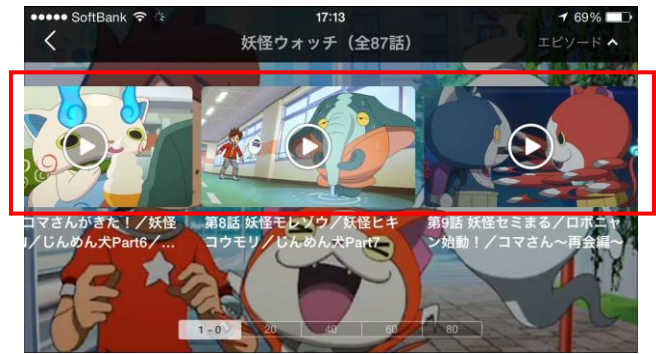 SoftBank 17:13 69%
妖怪ウォッチ（全87話） エピソード
コマさんがきた！／妖怪
／じんめん犬Part6／...
第8話 妖怪モレゾウ／妖怪ヒキ
コウモリ／じんめん犬Part7
第9話 妖怪セミまる／ロボニャ
ン始動！／コマさん～再会編～
1 - 0 20 40 60 80